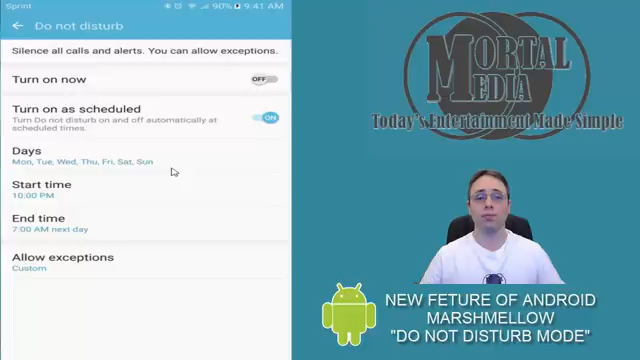 Sprint
90% 9:41 AM
Do not disturb
Silence all calls and alerts. You can allow exceptions.
Turn on now
OFF
Turn on as scheduled
Turn Do not disturb on and off automatically at
scheduled times.
ON
Days
Mon, Tue, Wed, Thu, Fri, Sat, Sun
Start time
10:00 PM
End time
7:00 AM next day
Allow exceptions
Custom
MORTAL
MEDIA
Today's Entertainment Made Simple
NEW FETURE OF ANDROID
MARSHMELLOW
"DO NOT DISTURB MODE"